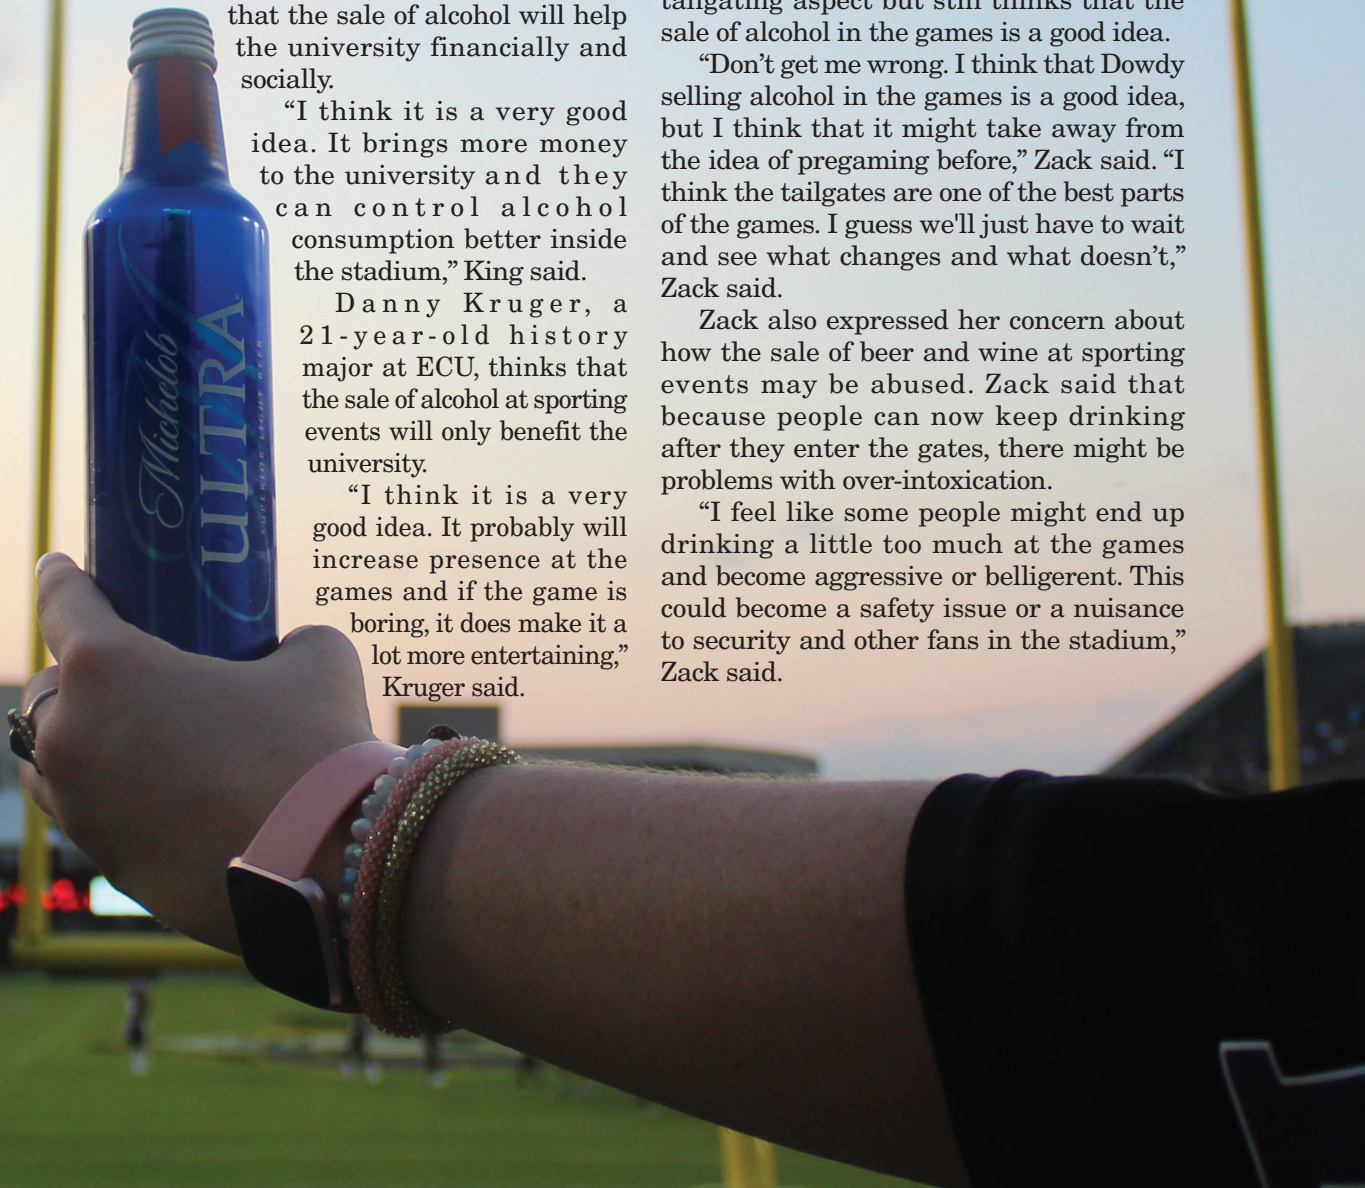 that the sale of alcohol will help
the university financially and
socially.
“I think it is a very good
idea. It brings more money
to the university and they
can control alcohol
consumption better inside
the stadium,” King said.
Danny Kruger, a
21-year-old history
major at ECU, thinks that
the sale of alcohol at sporting
events will only benefit the
university.
“I think it is a very
good idea. It probably will
increase presence at the
games and if the game is
boring, it does make it a
lot more entertaining,”
Kruger said.
tailgating aspect but still thinks that the
sale of alcohol in the games is a good idea.
“Don’t get me wrong. I think that Dowdy
selling alcohol in the games is a good idea,
but I think that it might take away from
the idea of pregaming before,” Zack said. “I
think the tailgates are one of the best parts
of the games. I guess we'll just have to wait
and see what changes and what doesn’t,”
Zack said.
Zack also expressed her concern about
how the sale of beer and wine at sporting
events may be abused. Zack said that
because people can now keep drinking
after they enter the gates, there might be
problems with over-intoxication.
“I feel like some people might end up
drinking a little too much at the games
and become aggressive or belligerent. This
could become a safety issue or a nuisance
to security and other fans in the stadium,”
Zack said.
Michelob
ULTRA
SUPERIOR LIGHT BEER